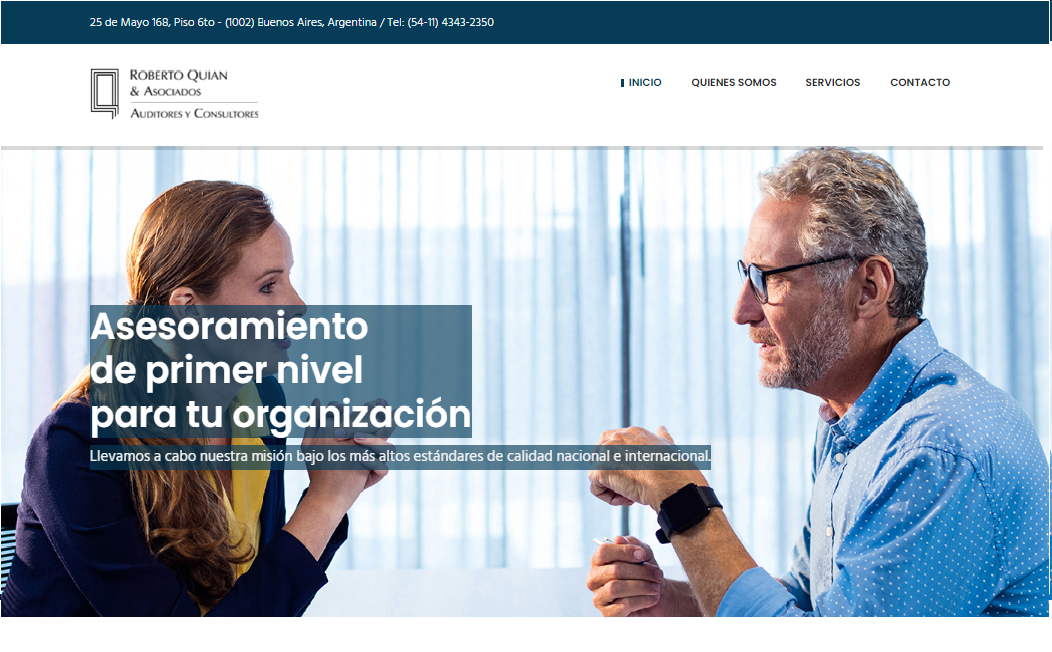 25 de Mayo 168, Piso 6to - (1002) Buenos Aires, Argentina / Tel: (54-11) 4343-2350
ROBERTO QUIAN
& ASOCIADOS
AUDITORES Y CONSULTORES
INICIO
QUIENES SOMOS
SERVICIOS
CONTACTO
Asesoramiento
de primer nivel
para tu organización
Llevamos a cabo nuestra misión bajo los más altos estándares de calidad nacional e internacional.